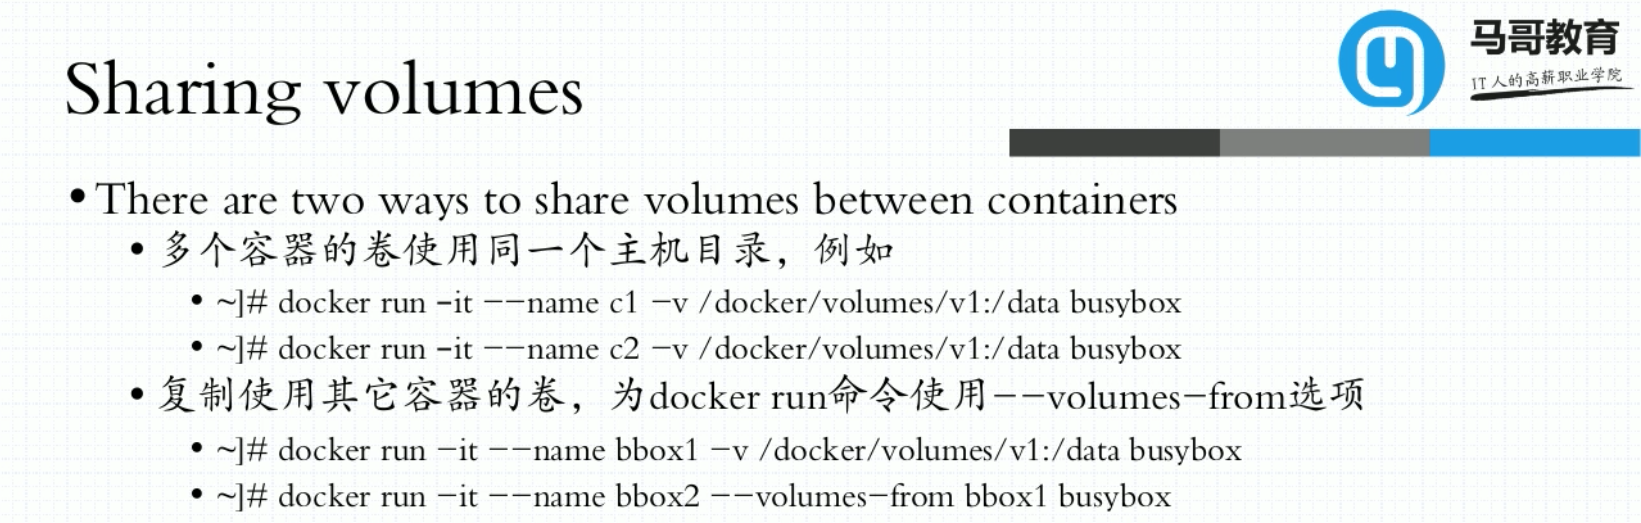 马哥教育
IT人的高薪职业学院
Sharing volumes
• There are two ways to share volumes between containers
• 多个容器的卷使用同一个主机目录，例如
• ~]# docker run -it --name c1 -v /docker/volumes/v1:/data busybox
• ~]# docker run -it --name c2 -v /docker/volumes/v1:/data busybox
• 复制使用其它容器的卷，为docker run命令使用--volumes-from选项
• ~]# docker run -it --name bbox1 -v /docker/volumes/v1:/data busybox
• ~]# docker run -it --name bbox2 --volumes-from bbox1 busybox